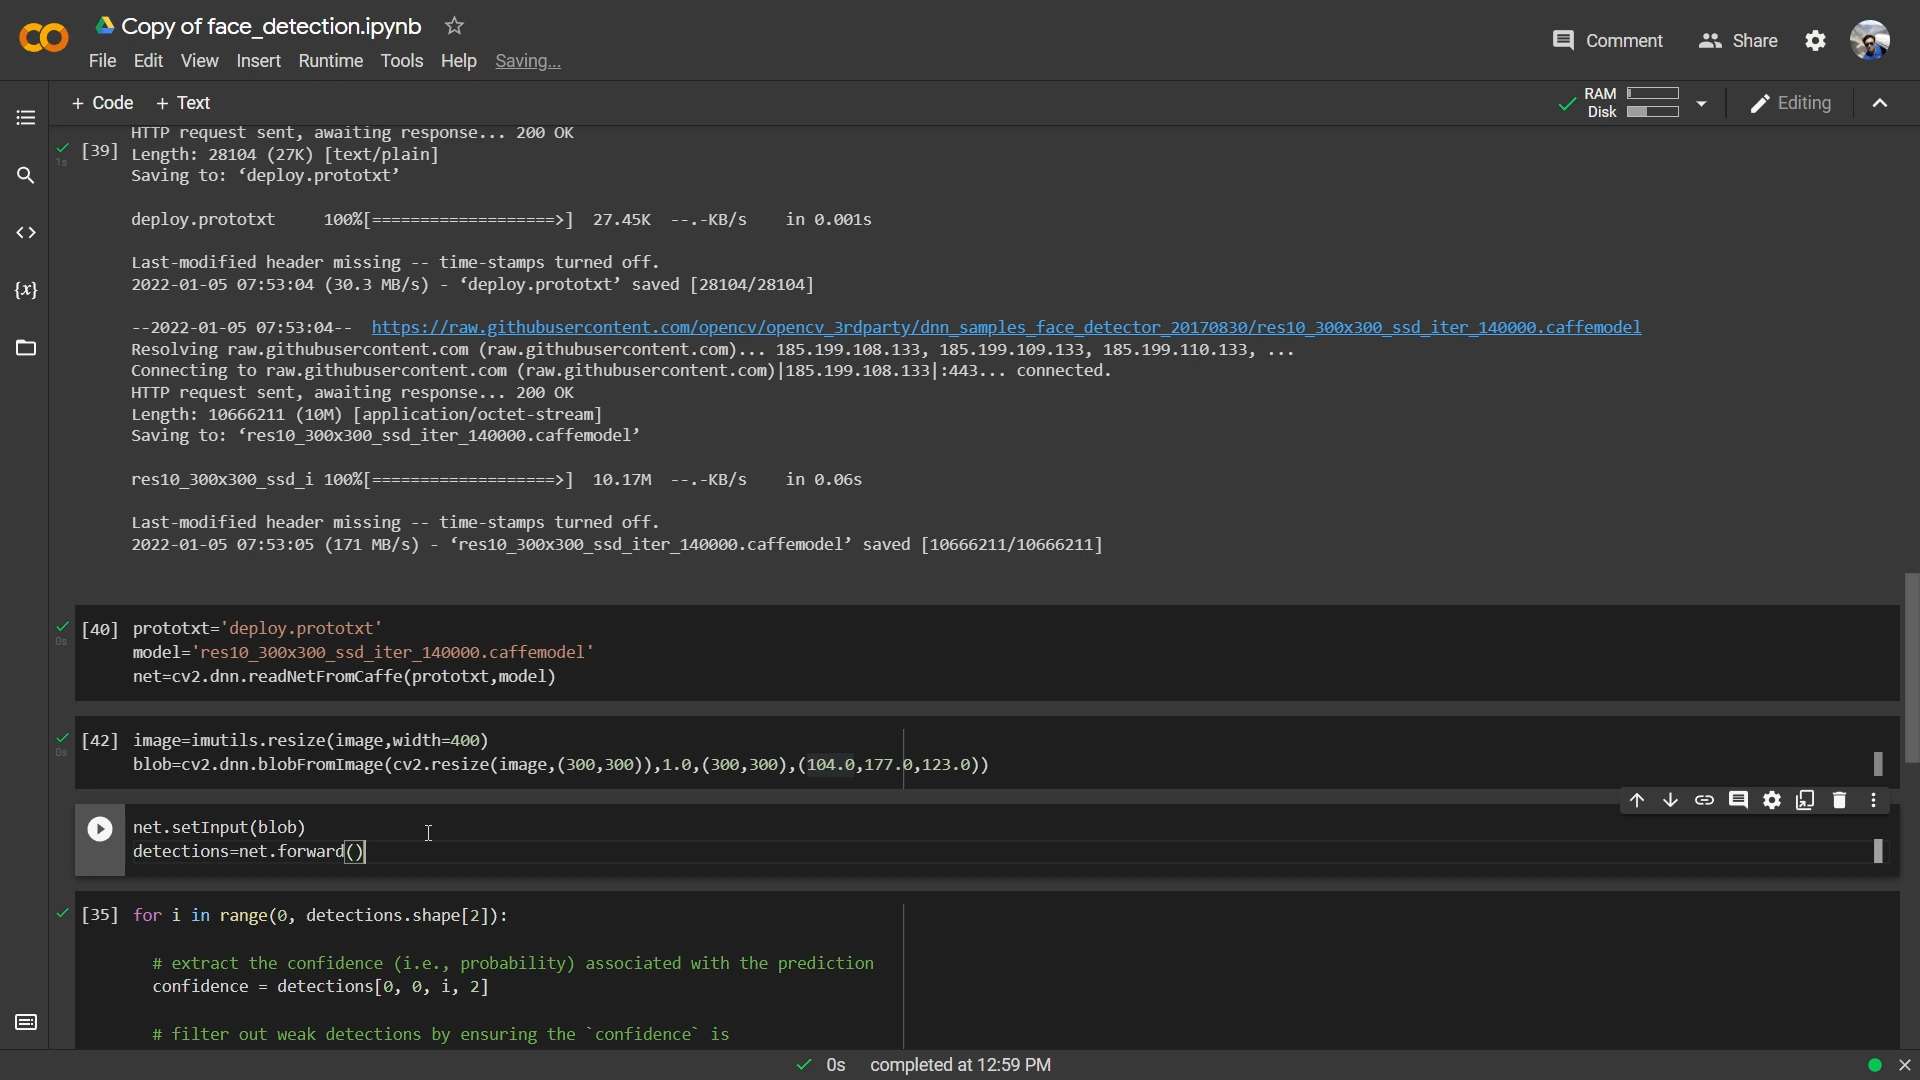 Copy of face_detection.ipynb
File Edit View Insert Runtime Tools Help Saving...
Comment Share
+ Code + Text
RAM
Disk
Editing
HTTP request sent, awaiting response... 200 OK
[39] Length: 28104 (27K) [text/plain]
1s
Saving to: ‘deploy.prototxt’
deploy.prototxt 100%[===================>] 27.45K --.-KB/s in 0.001s
Last-modified header missing -- time-stamps turned off.
2022-01-05 07:53:04 (30.3 MB/s) - ‘deploy.prototxt’ saved [28104/28104]
--2022-01-05 07:53:04-- https://raw.githubusercontent.com/opencv/opencv_3rdparty/dnn_samples_face_detector_20170830/res10_300x300_ssd_iter_140000.caffemodel
Resolving raw.githubusercontent.com (raw.githubusercontent.com)... 185.199.108.133, 185.199.109.133, 185.199.110.133, ...
Connecting to raw.githubusercontent.com (raw.githubusercontent.com)|185.199.108.133|:443... connected.
HTTP request sent, awaiting response... 200 OK
Length: 10666211 (10M) [application/octet-stream]
Saving to: ‘res10_300x300_ssd_iter_140000.caffemodel’
res10_300x300_ssd_i 100%[===================>] 10.17M --.-KB/s in 0.06s
Last-modified header missing -- time-stamps turned off.
2022-01-05 07:53:05 (171 MB/s) - ‘res10_300x300_ssd_iter_140000.caffemodel’ saved [10666211/10666211]
[40] prototxt='deploy.prototxt'
0s
model='res10_300x300_ssd_iter_140000.caffemodel'
net=cv2.dnn.readNetFromCaffe(prototxt,model)
[42] image=imutils.resize(image,width=400)
0s
blob=cv2.dnn.blobFromImage(cv2.resize(image,(300,300)),1.0,(300,300),(104.0,177.0,123.0))
net.setInput(blob)
detections=net.forward()
[35] for i in range(0, detections.shape[2]):
# extract the confidence (i.e., probability) associated with the prediction
confidence = detections[0, 0, i, 2]
# filter out weak detections by ensuring the `confidence` is
0s completed at 12:59 PM